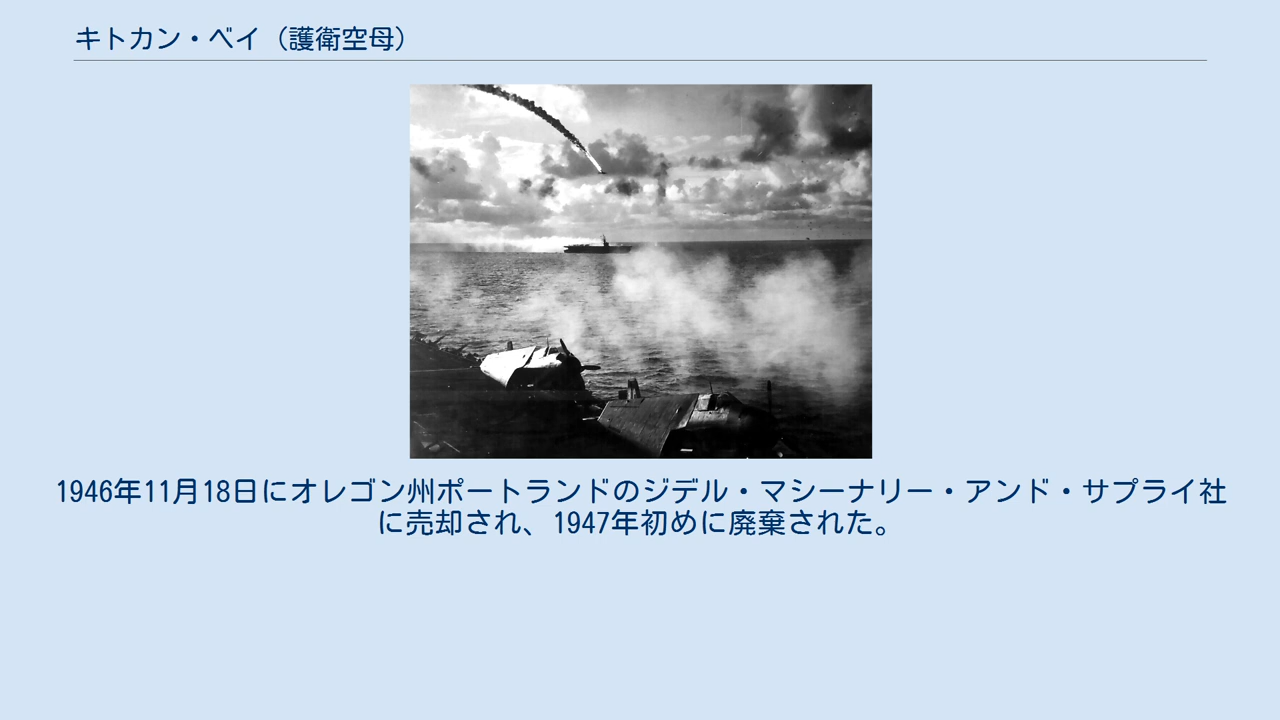 キトカン・ベイ（護衛空母）
1946年11月18日にオレゴン州ポートランドのジデル・マシーナリー・アンド・サプライ社
に売却され、1947年初めに廃棄された。